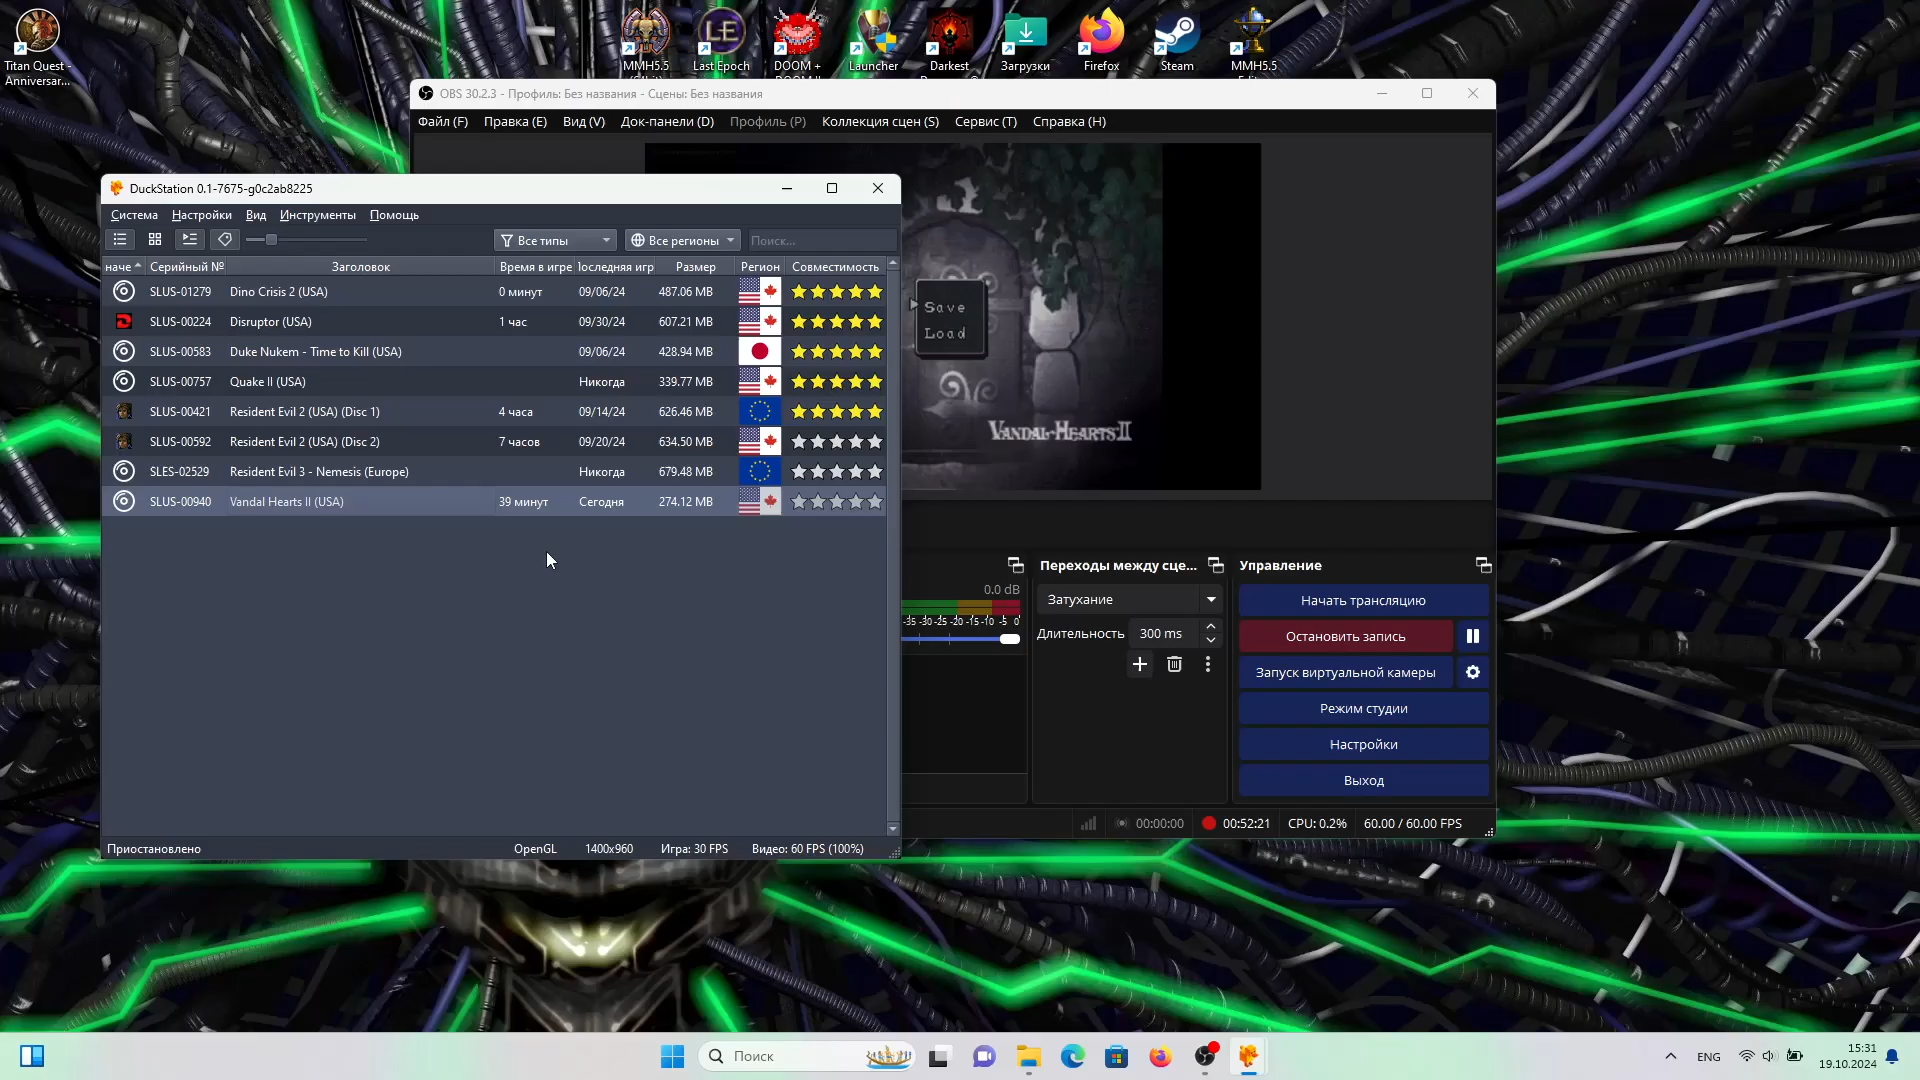 Titan Quest -
Anniversar...
MMH5.5
Last Epoch
DOOM +
Launcher
Darkest
Загрузки
Firefox
Steam
MMH5.5
OBS 30.2.3 - Профиль: Без названия - Сцены: Без названия
Файл (F) Правка (E) Вид (V) Док-панели (D) Профиль (P) Коллекция сцен (S) Сервис (T) Справка (H)
DuckStation 0.1-7675-g0c2ab8225
Система Настройки Вид Инструменты Помощь
Все типы Все регионы Поиск...
наче Серийный № Заголовок Время в игре Последняя игр Размер Регион Совместимость
SLUS-01279 Dino Crisis 2 (USA) 0 минут 09/06/24 487.06 MB
SLUS-00224 Disruptor (USA) 1 час 09/30/24 607.21 MB
SLUS-00583 Duke Nukem - Time to Kill (USA) 09/06/24 428.94 MB
SLUS-00757 Quake II (USA) Никогда 339.77 MB
SLUS-00421 Resident Evil 2 (USA) (Disc 1) 4 часа 09/14/24 626.46 MB
SLUS-00592 Resident Evil 2 (USA) (Disc 2) 7 часов 09/20/24 634.50 MB
SLES-02529 Resident Evil 3 - Nemesis (Europe) Никогда 679.48 MB
SLUS-00940 Vandal Hearts II (USA) 39 минут Сегодня 274.12 MB
Приостановлено OpenGL 1400x960 Игра: 30 FPS Видео: 60 FPS (100%)
Save
Load
VANDAL-HEARTS II
0.0 dB
-35 -30 -25 -20 -15 -10 -5 0
Переходы между сце...
Затухание
Длительность 300 ms
Управление
Начать трансляцию
Остановить запись
Запуск виртуальной камеры
Режим студии
Настройки
Выход
00:00:00 00:52:21 CPU: 0.2% 60.00 / 60.00 FPS
Поиск
ENG
15:31
19.10.2024